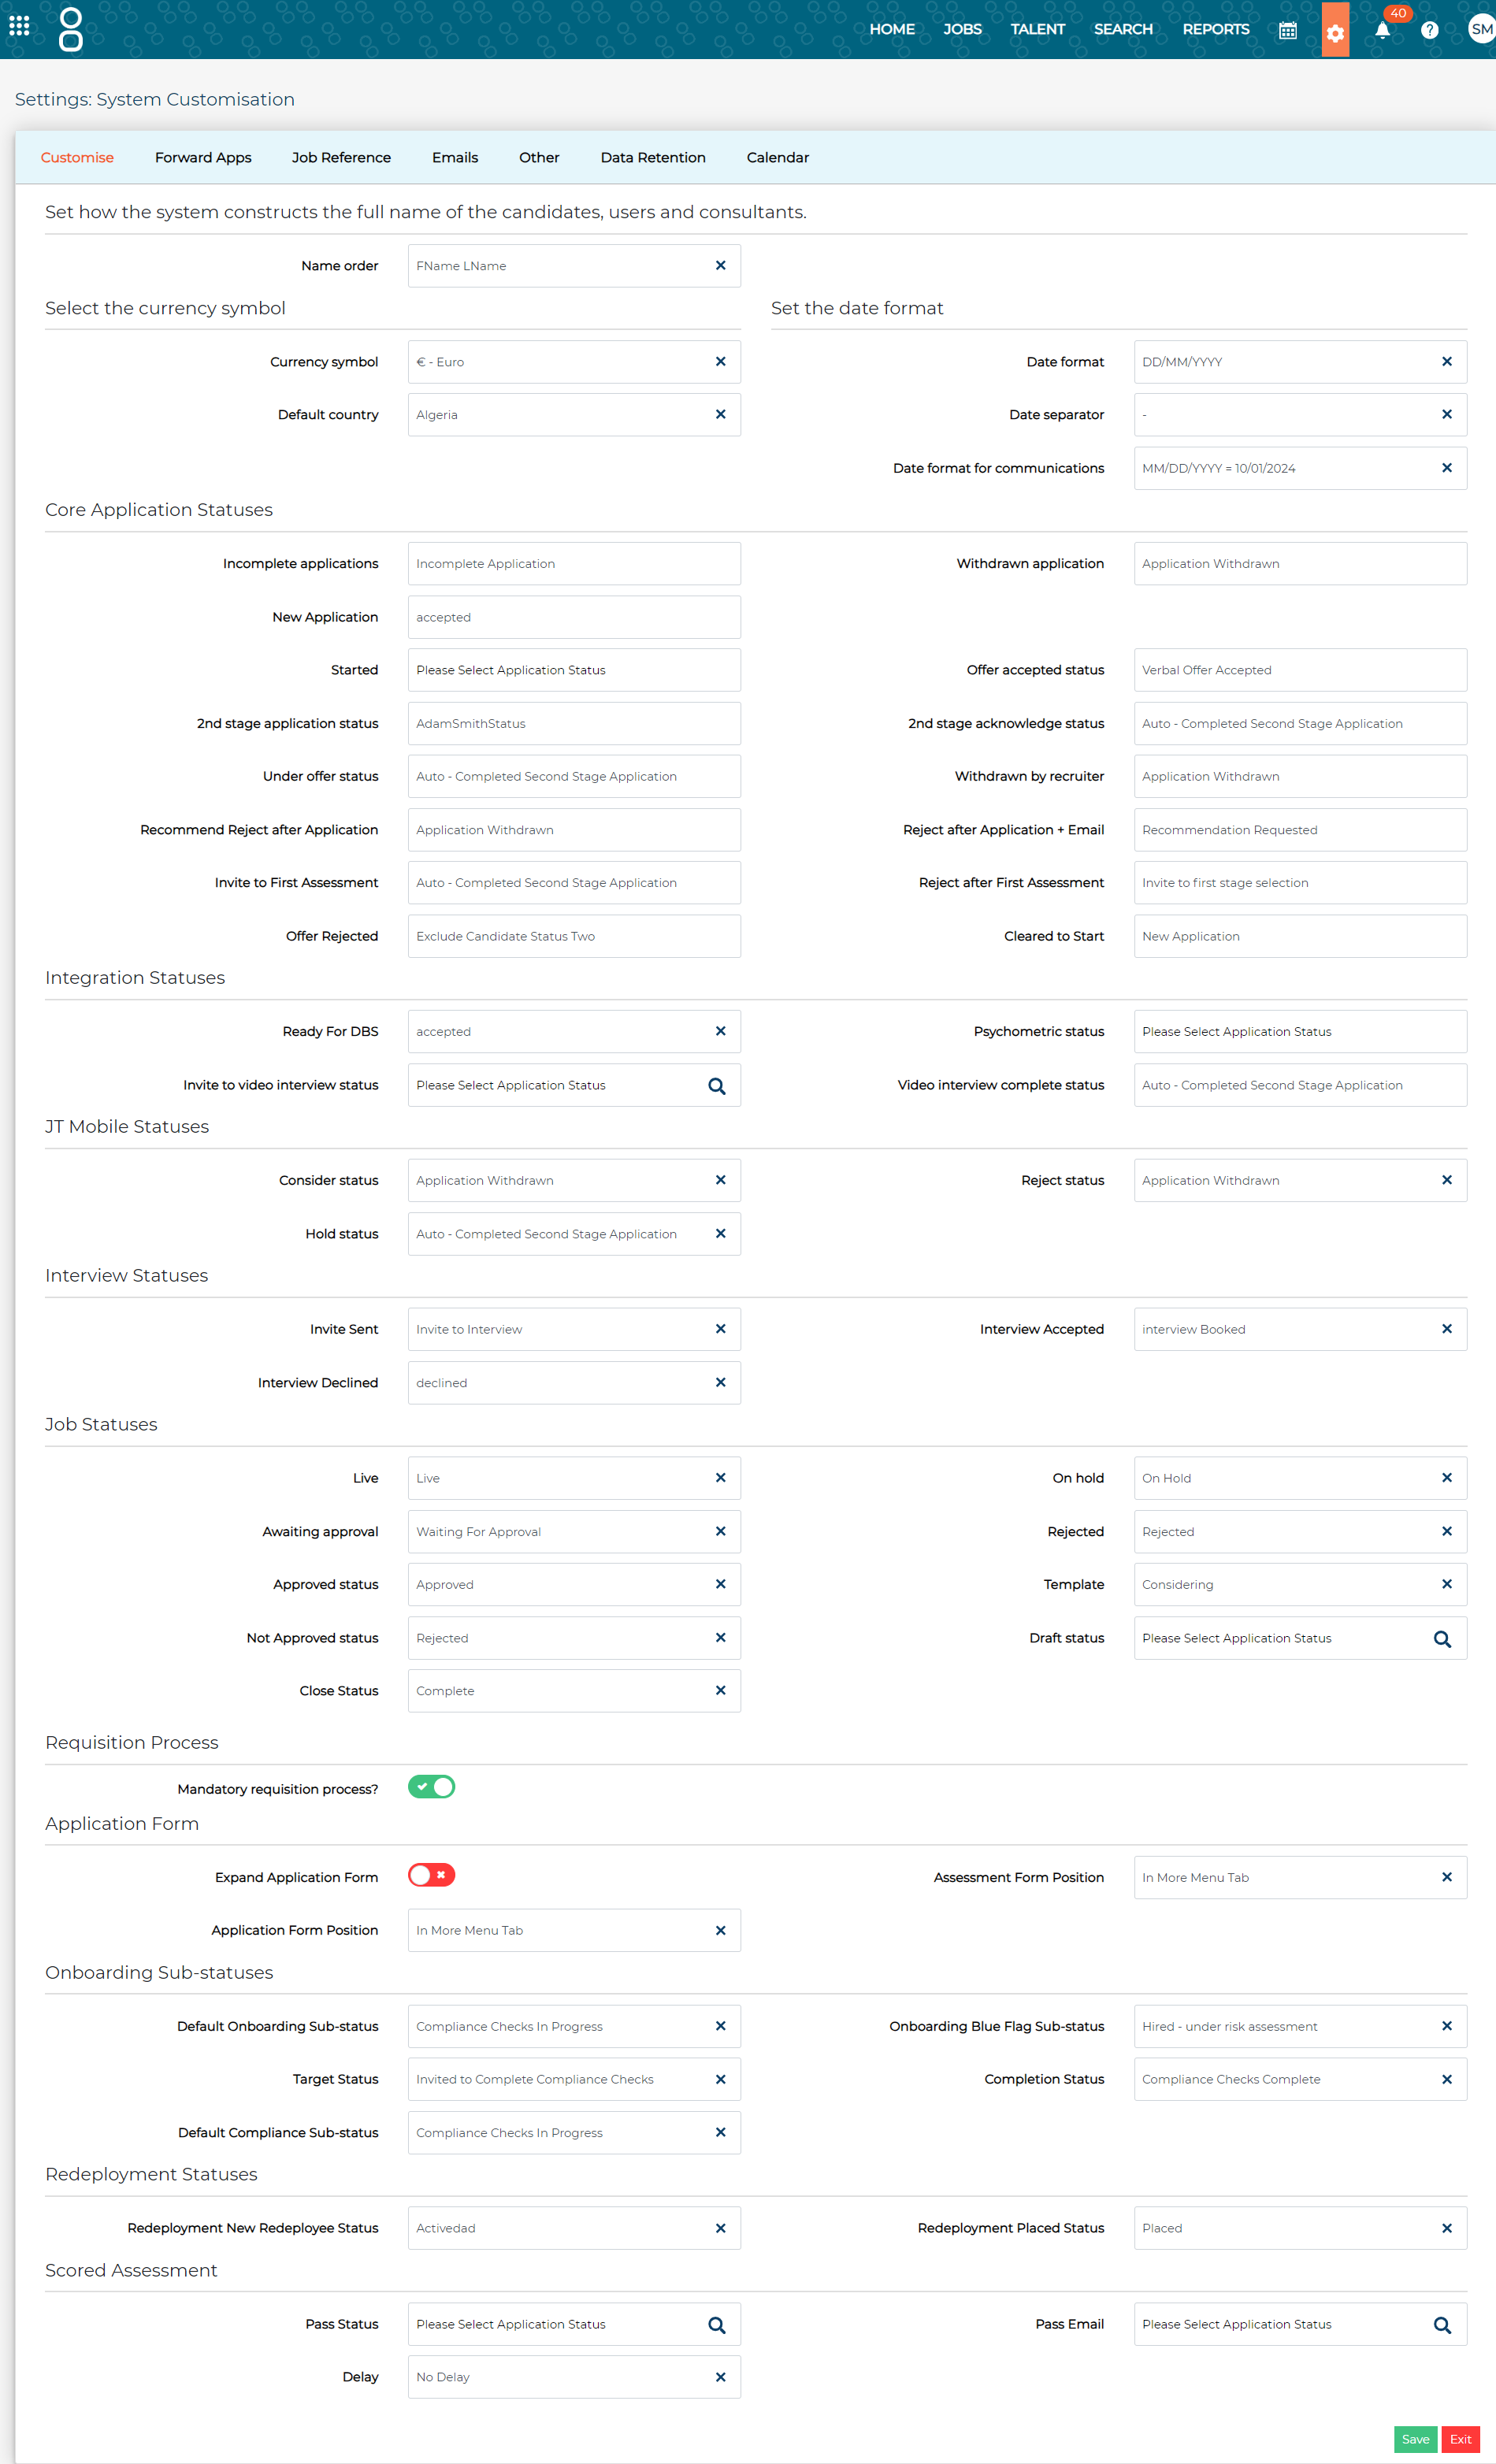 HOME JOBS TALENT SEARCH REPORTS 40 ? SM
Settings: System Customisation
Customise Forward Apps Job Reference Emails Other Data Retention Calendar
Set how the system constructs the full name of the candidates, users and consultants.
Name order FName LName
Select the currency symbol Set the date format
Currency symbol € - Euro Date format DD/MM/YYYY
Default country Algeria Date separator -
Date format for communications MM/DD/YYYY = 10/01/2024
Core Application Statuses
Incomplete applications Incomplete Application Withdrawn application Application Withdrawn
New Application accepted
Started Please Select Application Status Offer accepted status Verbal Offer Accepted
2nd stage application status AdamSmithStatus 2nd stage acknowledge status Auto - Completed Second Stage Application
Under offer status Auto - Completed Second Stage Application Withdrawn by recruiter Application Withdrawn
Recommend Reject after Application Application Withdrawn Reject after Application + Email Recommendation Requested
Invite to First Assessment Auto - Completed Second Stage Application Reject after First Assessment Invite to first stage selection
Offer Rejected Exclude Candidate Status Two Cleared to Start New Application
Integration Statuses
Ready For DBS accepted Psychometric status Please Select Application Status
Invite to video interview status Please Select Application Status Video interview complete status Auto - Completed Second Stage Application
JT Mobile Statuses
Consider status Application Withdrawn Reject status Application Withdrawn
Hold status Auto - Completed Second Stage Application
Interview Statuses
Invite Sent Invite to Interview Interview Accepted interview Booked
Interview Declined declined
Job Statuses
Live Live On hold On Hold
Awaiting approval Waiting For Approval Rejected Rejected
Approved status Approved Template Considering
Not Approved status Rejected Draft status Please Select Application Status
Close Status Complete
Requisition Process
Mandatory requisition process?
Application Form
Expand Application Form Assessment Form Position In More Menu Tab
Application Form Position In More Menu Tab
Onboarding Sub-statuses
Default Onboarding Sub-status Compliance Checks In Progress Onboarding Blue Flag Sub-status Hired - under risk assessment
Target Status Invited to Complete Compliance Checks Completion Status Compliance Checks Complete
Default Compliance Sub-status Compliance Checks In Progress
Redeployment Statuses
Redeployment New Redeployee Status Activedad Redeployment Placed Status Placed
Scored Assessment
Pass Status Please Select Application Status Pass Email Please Select Application Status
Delay No Delay
Save Exit